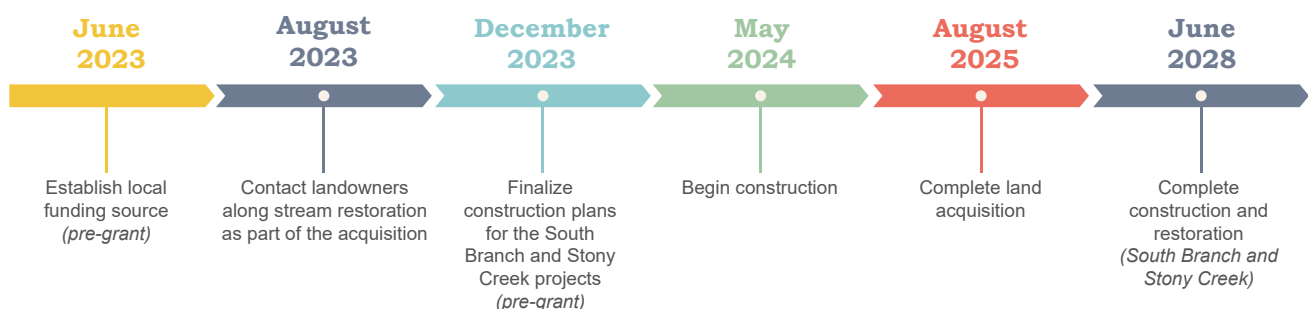 June
2023
August
2023
December
2023
May
2024
August
2025
June
2028
Establish local
funding source
(pre-grant)
Contact landowners
along stream restoration
as part of the acquisition
Finalize
construction plans
for the South
Branch and Stony
Creek projects
(pre-grant)
Begin construction
Complete land
acquisition
Complete
construction and
restoration
(South Branch and
Stony Creek)